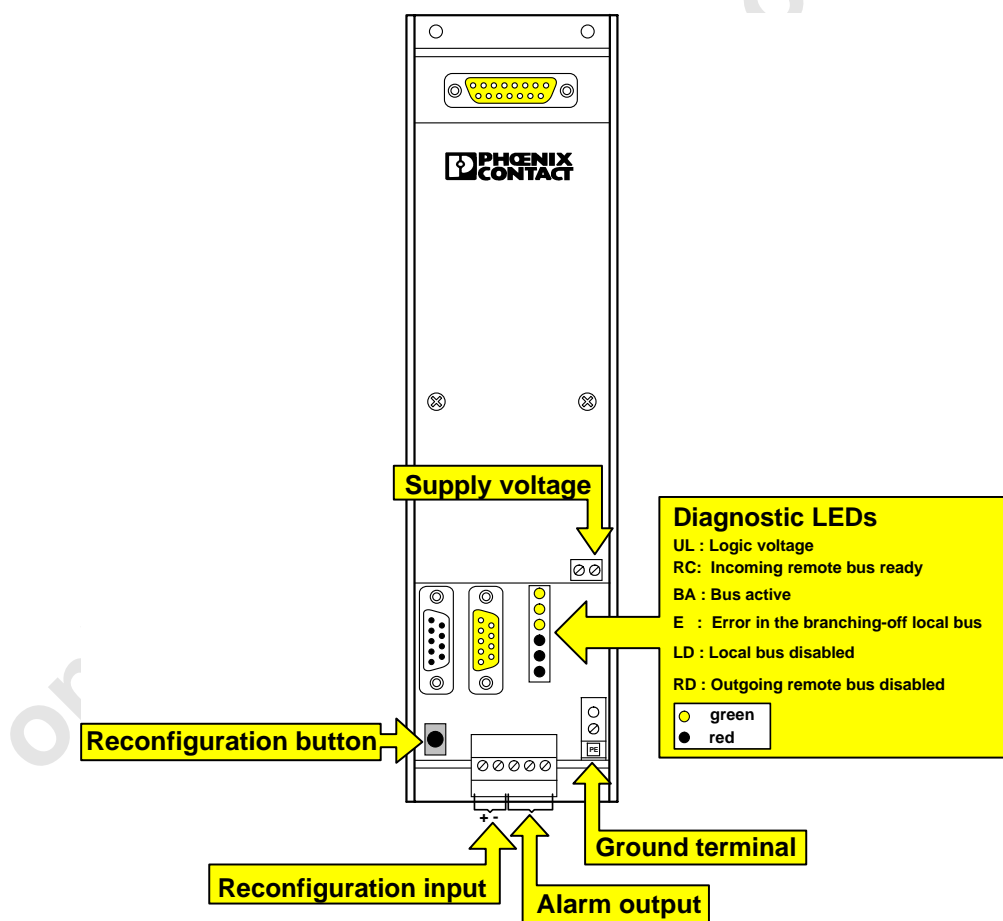 PHŒNIX
CONTACT
Supply voltage
Diagnostic LEDs
UL : Logic voltage
RC: Incoming remote bus ready
BA : Bus active
E : Error in the branching-off local bus
LD : Local bus disabled
RD : Outgoing remote bus disabled
green
red
Reconfiguration button
PE
+ -
Ground terminal
Reconfiguration input
Alarm output
or